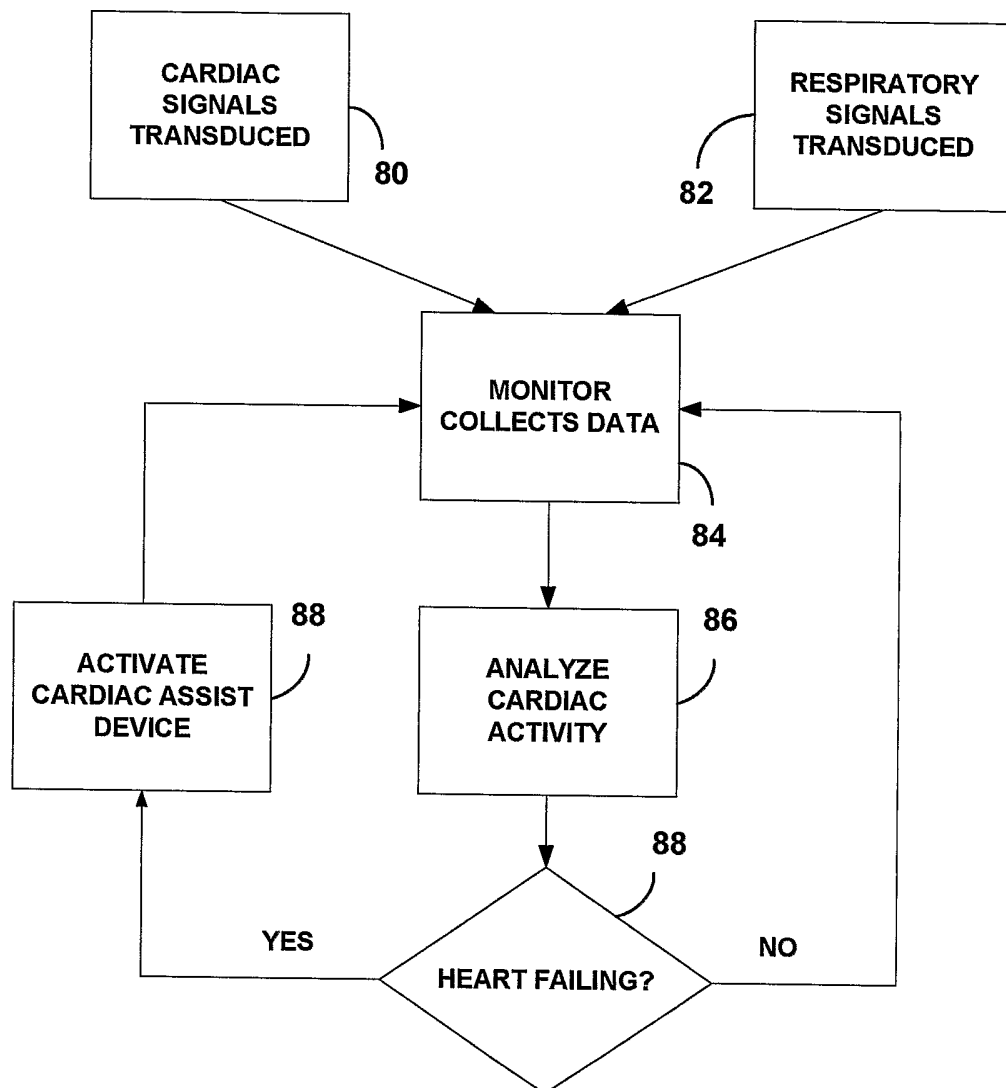 CARDIAC
SIGNALS
TRANSDUCED
80
RESPIRATORY
SIGNALS
TRANSDUCED
82
MONITOR
COLLECTS DATA
84
ACTIVATE
CARDIAC ASSIST
DEVICE
88
ANALYZE
CARDIAC
ACTIVITY
86
88
YES
HEART FAILING?
NO